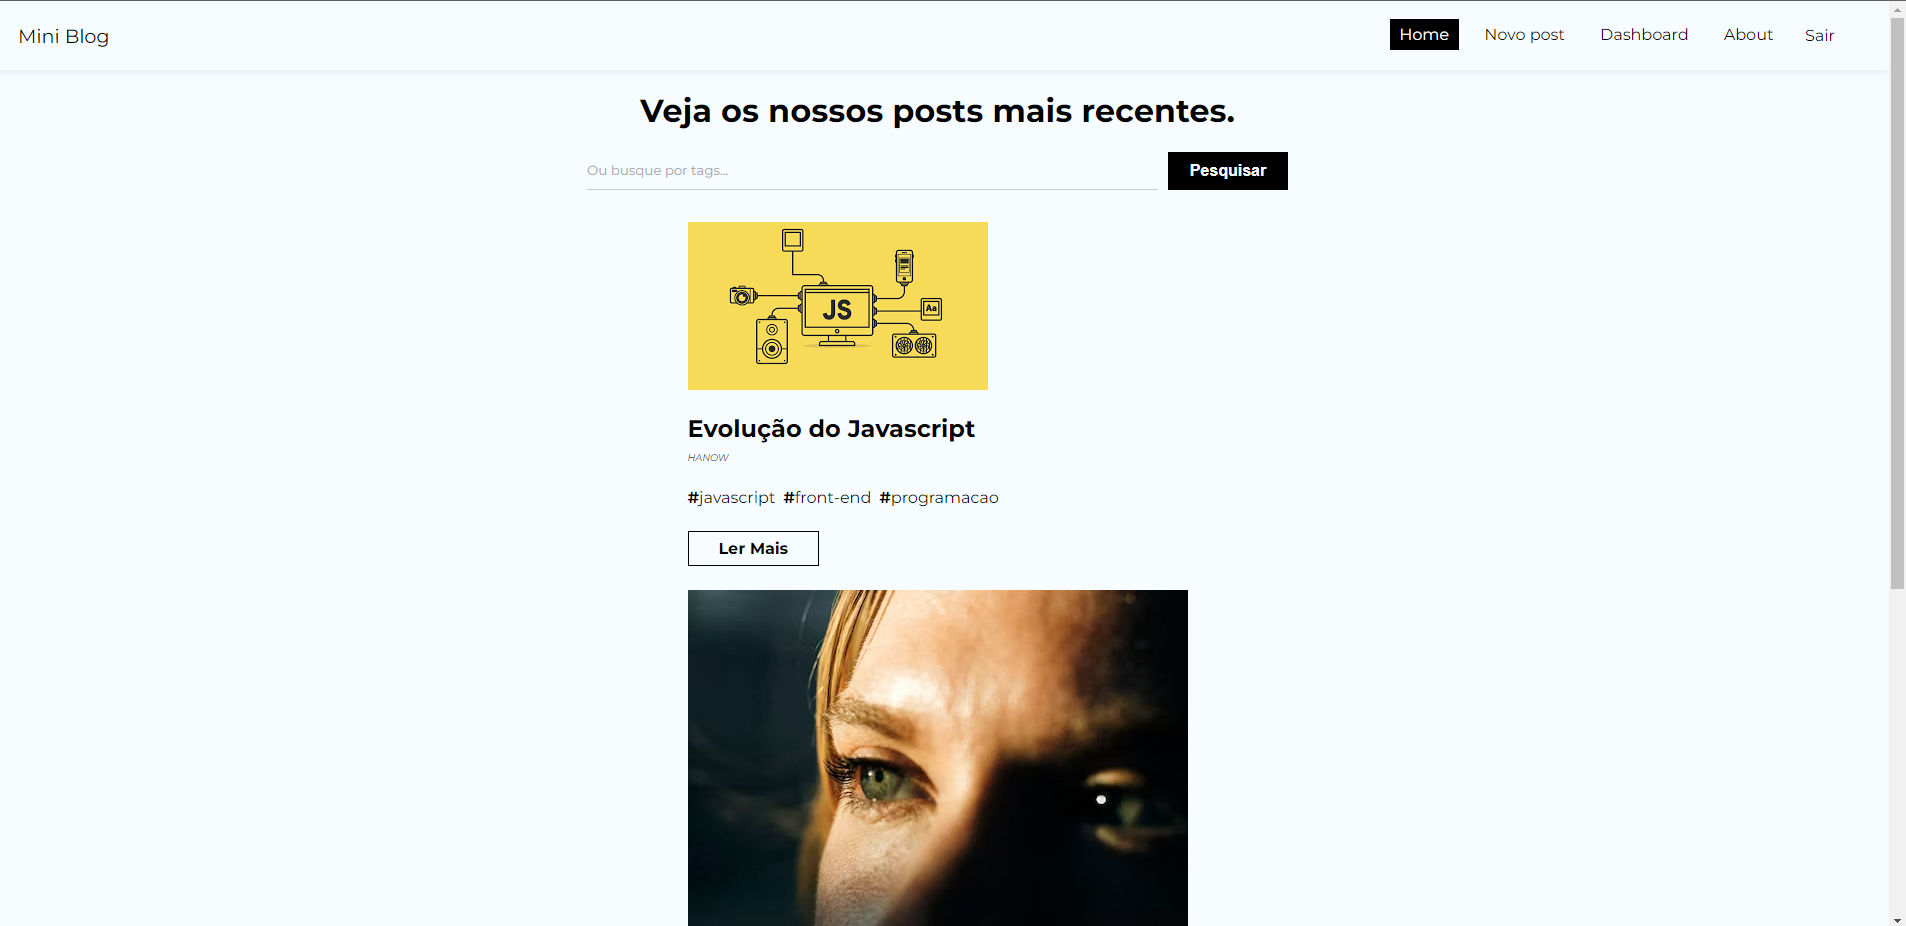 Mini Blog
Home Novo post Dashboard About Sair
Veja os nossos posts mais recentes.
Ou busque por tags...
Pesquisar
JS
Aa
Evolução do Javascript
HANOW
#javascript #front-end #programacao
Ler Mais